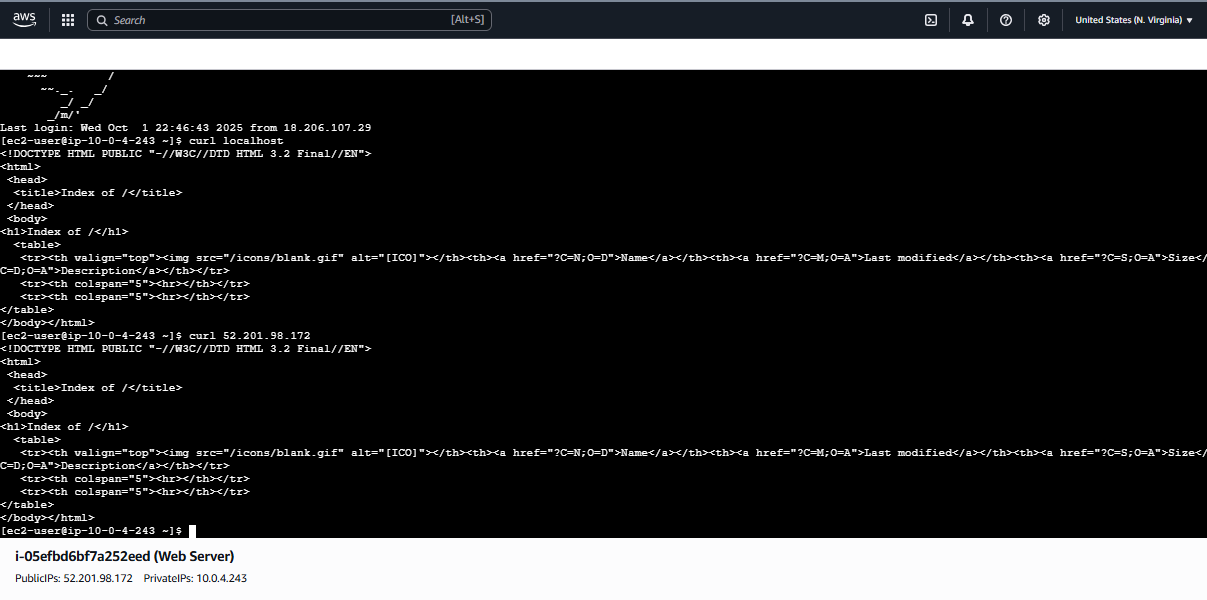 aws
Search [Alt+S] United States (N. Virginia)
~~~ /
~~._. _/
_/ _/
_/m/'
Last login: Wed Oct  1 22:46:43 2025 from 18.206.107.29
[ec2-user@ip-10-0-4-243 ~]$ curl localhost
<!DOCTYPE HTML PUBLIC "-//W3C//DTD HTML 3.2 Final//EN">
<html>
<head>
<title>Index of /</title>
</head>
<body>
<h1>Index of /</h1>
<table>
<tr><th valign="top"><img src="/icons/blank.gif" alt="[ICO]"></th><th><a href="?C=N;O=D">Name</a></th><th><a href="?C=M;O=A">Last modified</a></th><th><a href="?C=S;O=A">Size</
C=D;O=A">Description</a></th></tr>
<tr><th colspan="5"><hr></th></tr>
<tr><th colspan="5"><hr></th></tr>
</table>
</body></html>
[ec2-user@ip-10-0-4-243 ~]$ curl 52.201.98.172
<!DOCTYPE HTML PUBLIC "-//W3C//DTD HTML 3.2 Final//EN">
<html>
<head>
<title>Index of /</title>
</head>
<body>
<h1>Index of /</h1>
<table>
<tr><th valign="top"><img src="/icons/blank.gif" alt="[ICO]"></th><th><a href="?C=N;O=D">Name</a></th><th><a href="?C=M;O=A">Last modified</a></th><th><a href="?C=S;O=A">Size</
C=D;O=A">Description</a></th></tr>
<tr><th colspan="5"><hr></th></tr>
<tr><th colspan="5"><hr></th></tr>
</table>
</body></html>
[ec2-user@ip-10-0-4-243 ~]$
i-05efbd6bf7a252eed (Web Server)
PublicIPs: 52.201.98.172 PrivateIPs: 10.0.4.243